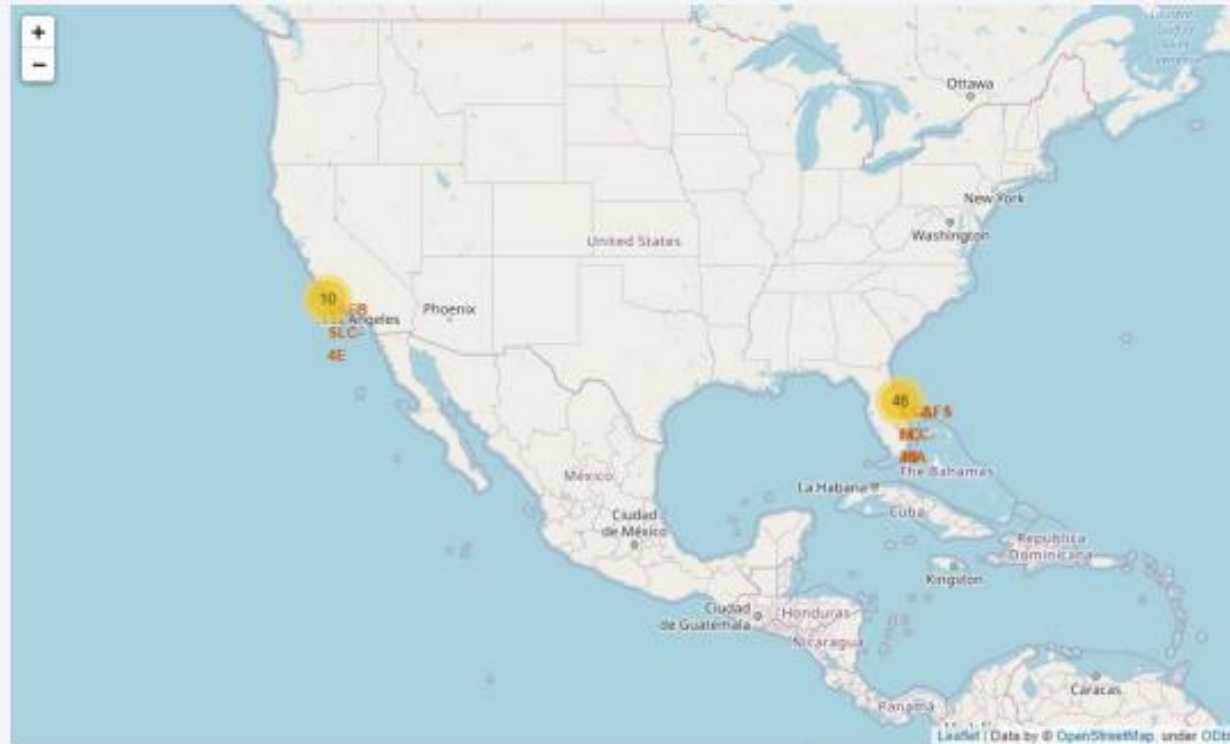 +
−
Ottawa
New York
Washington
United States
10
Phoenix
Angeles
SLC-
4E
46
The Bahamas
México
La Habana
Cuba
Ciudad
de México
República
Dominicana
Kingston
Ciudad
de Guatemala
Honduras
Nicaragua
Caracas
Panamá
Leaflet | Data by © OpenStreetMap, under ODbL